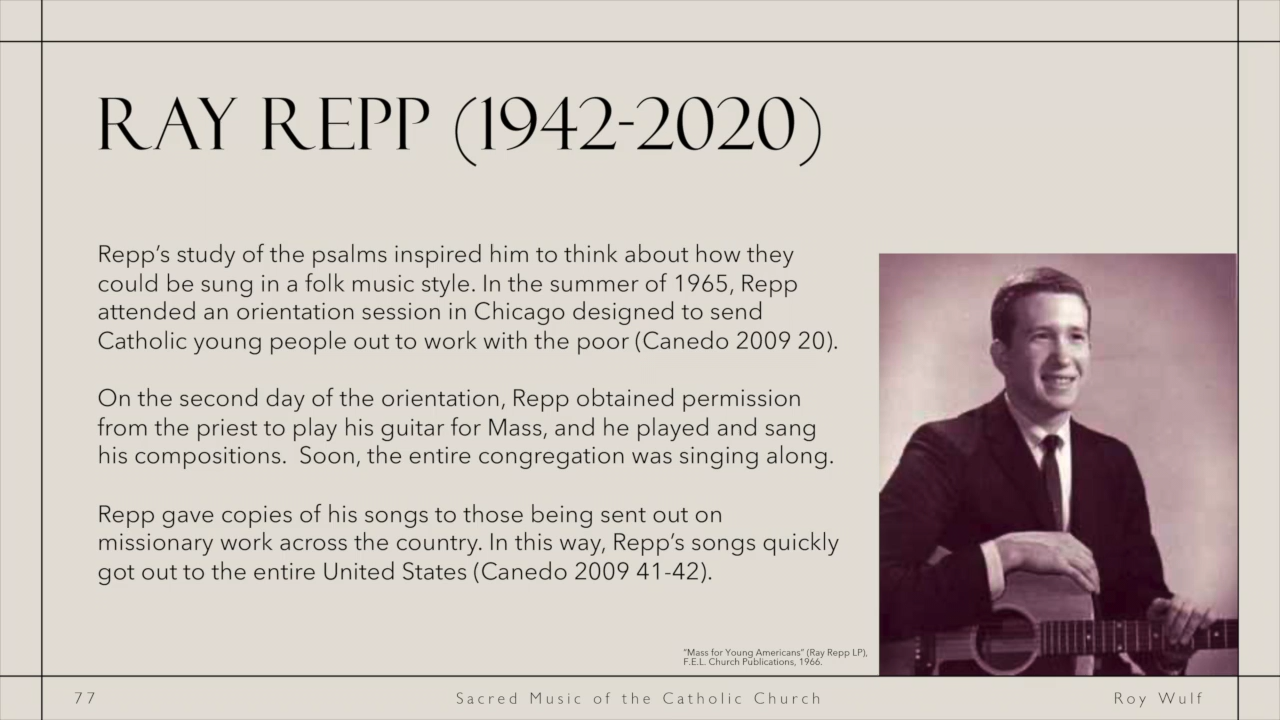 RAY REPP (1942-2020)
Repp’s study of the psalms inspired him to think about how they
could be sung in a folk music style. In the summer of 1965, Repp
attended an orientation session in Chicago designed to send
Catholic young people out to work with the poor (Canedo 2009 20).
On the second day of the orientation, Repp obtained permission
from the priest to play his guitar for Mass, and he played and sang
his compositions.  Soon, the entire congregation was singing along.
Repp gave copies of his songs to those being sent out on
missionary work across the country. In this way, Repp’s songs quickly
got out to the entire United States (Canedo 2009 41-42).
"Mass for Young Americans" (Ray Repp LP),
F.E.L. Church Publications, 1966.
77
Sacred Music of the Catholic Church
Roy Wulf